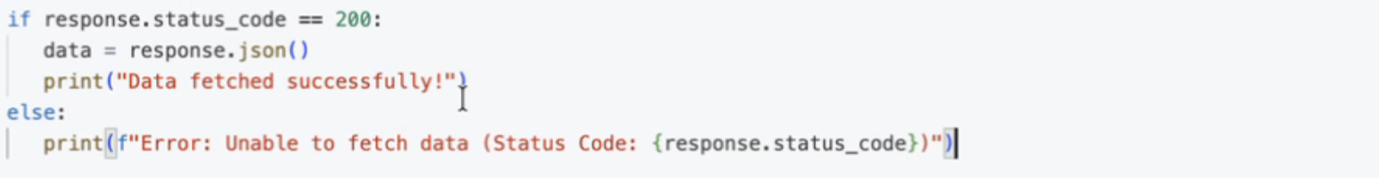 if response.status_code == 200:
   data = response.json()
   print("Data fetched successfully!")
else:
   print(f"Error: Unable to fetch data (Status Code: {response.status_code})")